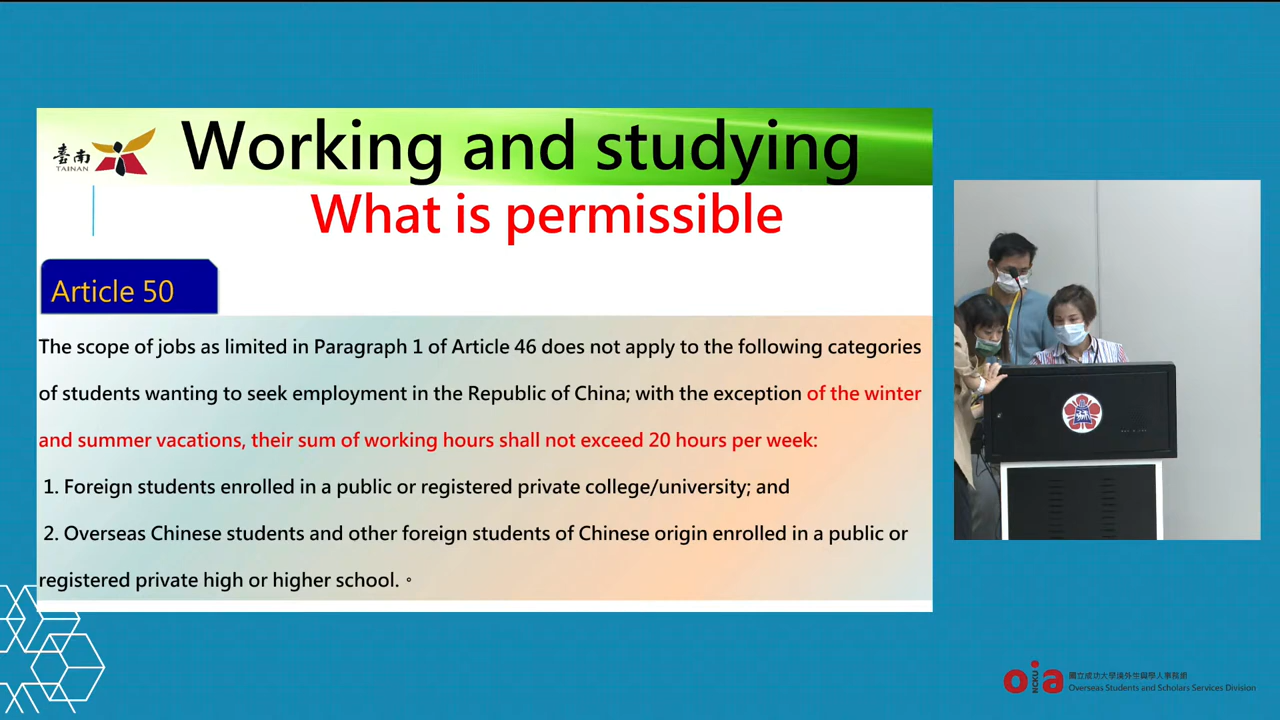 臺南
TAINAN
Working and studying
What is permissible
Article 50
The scope of jobs as limited in Paragraph 1 of Article 46 does not apply to the following categories
of students wanting to seek employment in the Republic of China; with the exception of the winter
and summer vacations, their sum of working hours shall not exceed 20 hours per week:
1. Foreign students enrolled in a public or registered private college/university; and
2. Overseas Chinese students and other foreign students of Chinese origin enrolled in a public or
registered private high or higher school.。
oia
NCKU
國立成功大學境外生與學人事務組
Overseas Students and Scholars Services Division